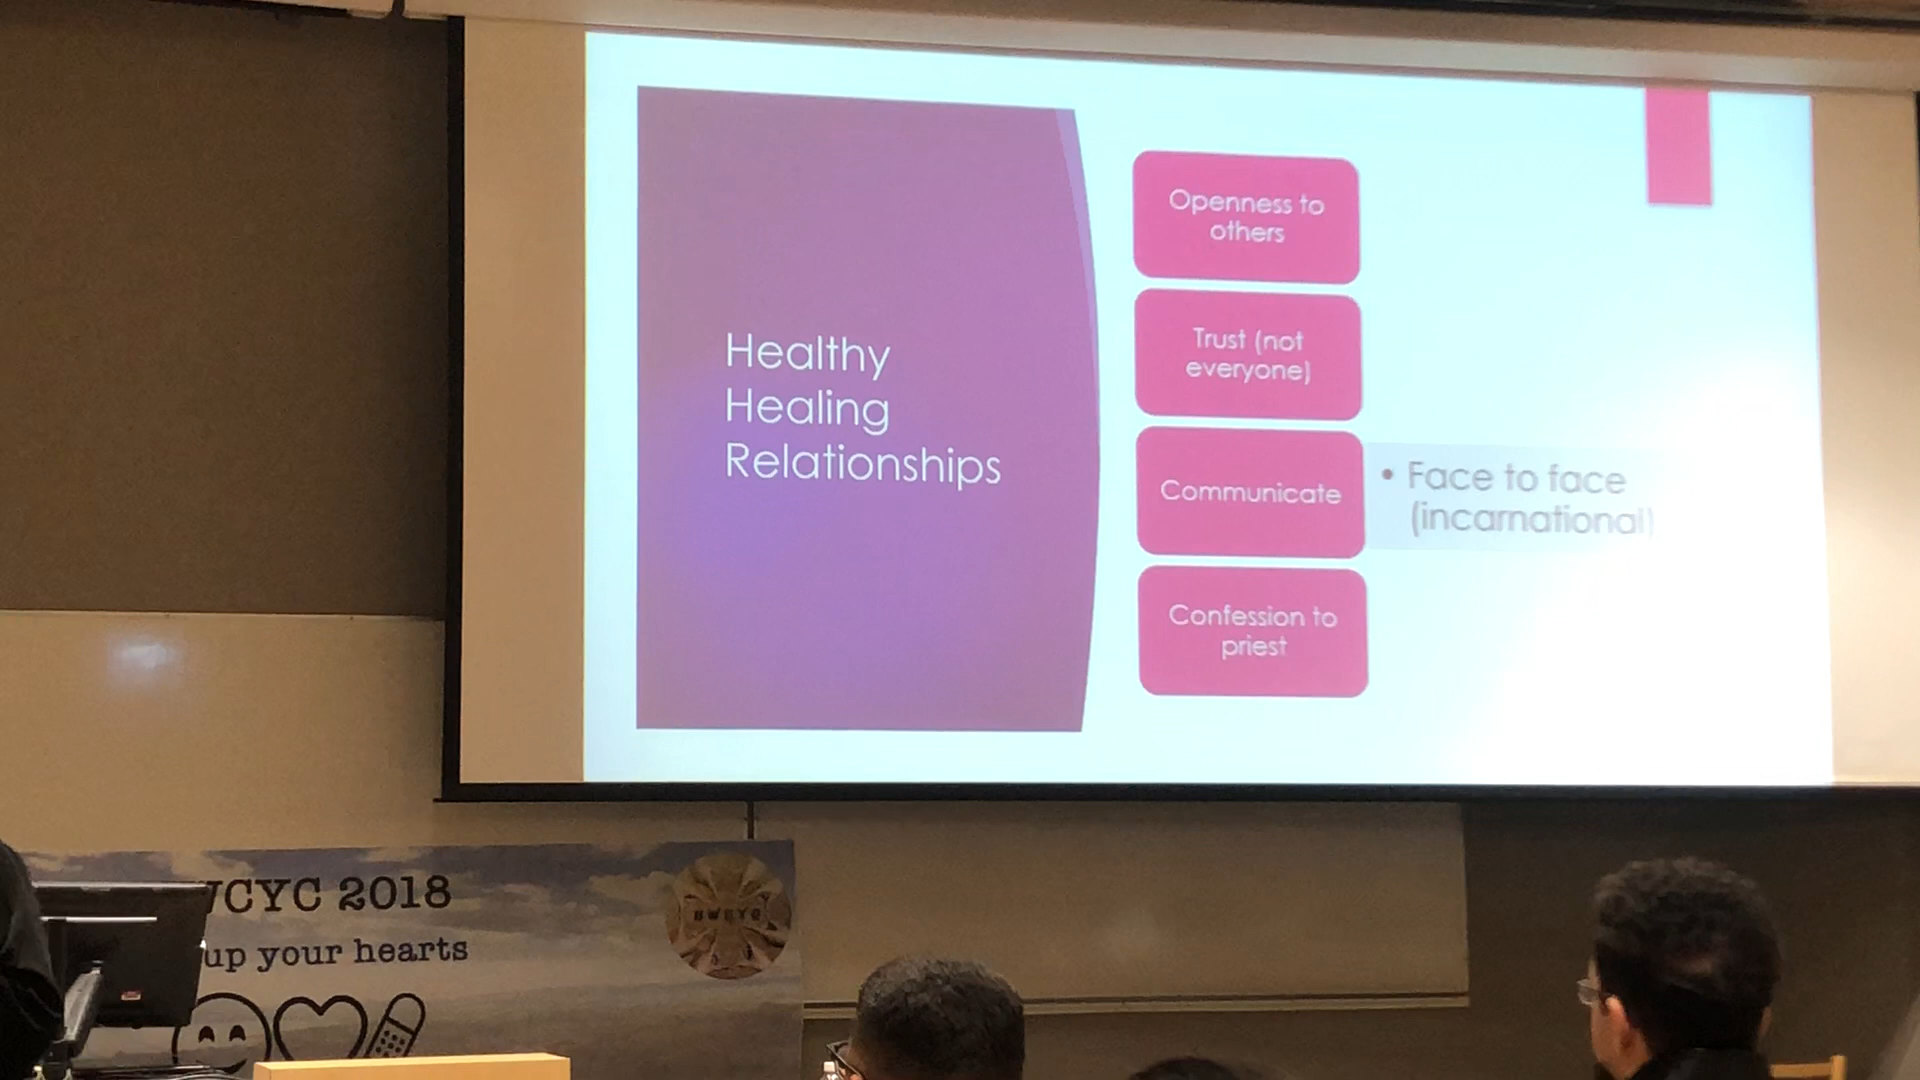 Healthy
Healing
Relationships
Openness to
others
Trust (not
everyone)
Communicate
• Face to face
(incarnational)
Confession to
priest
CYC 2018
up your hearts